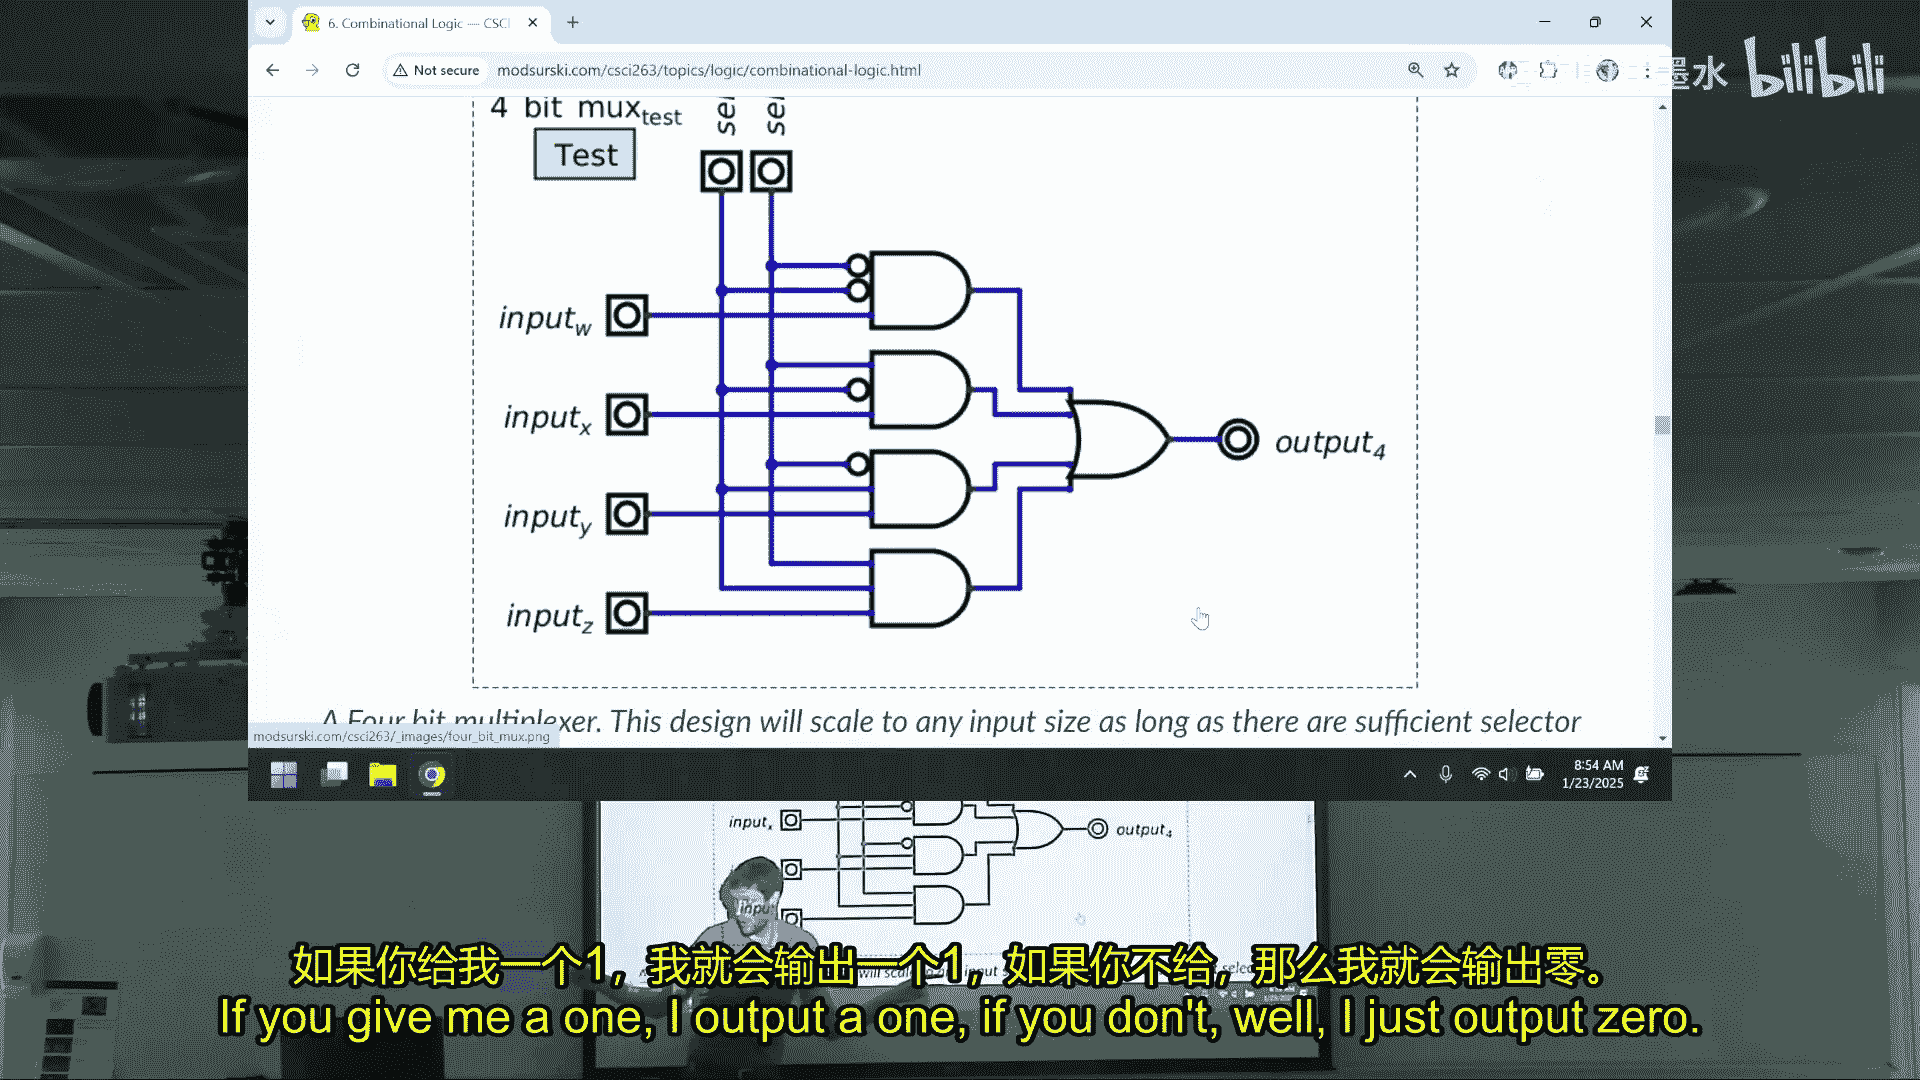 6. Combinational Logic — CSCI
Not secure
modsurski.com/csci263/topics/logic/combinational-logic.html
墨水 bilibili
4 bit mux test
Test
sel
sel
input w
input x
input y
input z
output 4
A Four bit multiplexer. This design will scale to any input size as long as there are sufficient selector
modsurski.com/csci263/_images/four_bit_mux.png
8:54 AM
1/23/2025
input x
output 4
如果你给我一个1，我就会输出一个1，如果你不给，那么我就会输出零。
If you give me a one, I output a one, if you don't, well, I just output zero.